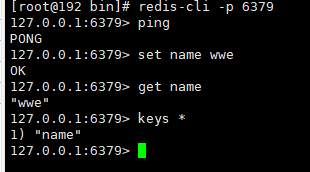 [root@192 bin]# redis-cli -p 6379
127.0.0.1:6379> ping
PONG
127.0.0.1:6379> set name wwe
OK
127.0.0.1:6379> get name
"wwe"
127.0.0.1:6379> keys *
1) "name"
127.0.0.1:6379>